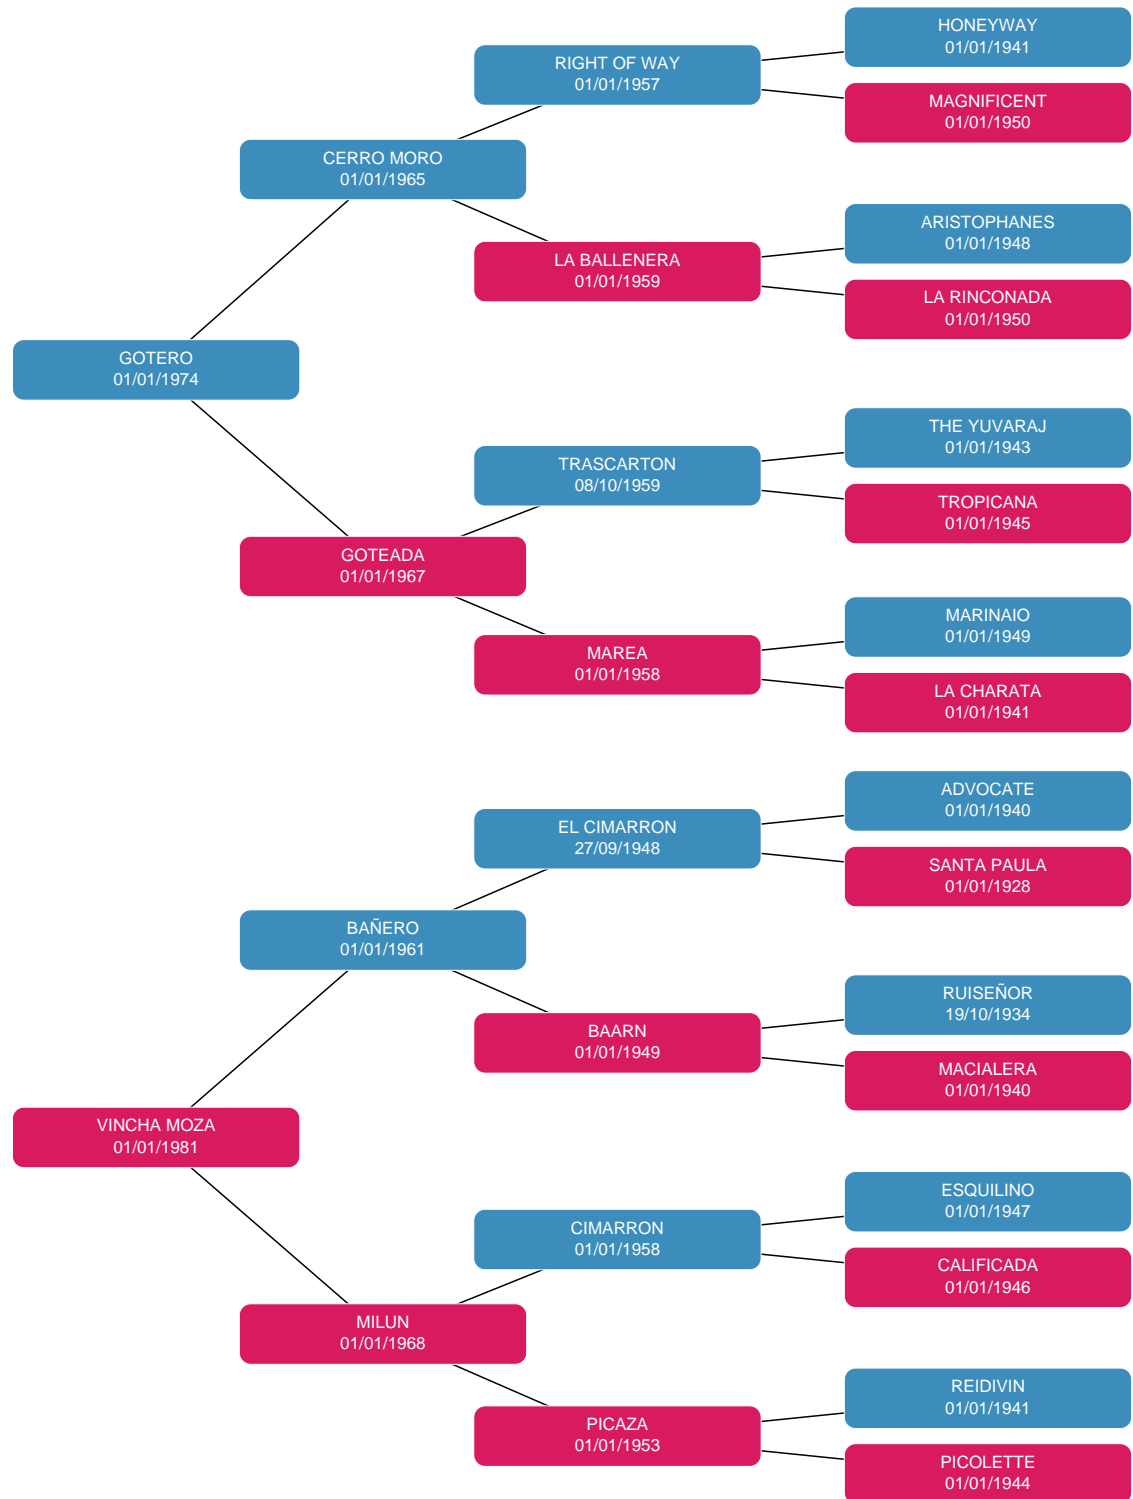 HONEYWAY
01/01/1941
RIGHT OF WAY
01/01/1957
MAGNIFICENT
01/01/1950
CERRO MORO
01/01/1965
ARISTOPHANES
01/01/1948
LA BALLENERA
01/01/1959
LA RINCONADA
01/01/1950
GOTERO
01/01/1974
THE YUVARAJ
01/01/1943
TRASCARTON
08/10/1959
TROPICANA
01/01/1945
GOTEADA
01/01/1967
MARINAIO
01/01/1949
MAREA
01/01/1958
LA CHARATA
01/01/1941
ADVOCATE
01/01/1940
EL CIMARRON
27/09/1948
SANTA PAULA
01/01/1928
BAÑERO
01/01/1961
RUISEÑOR
19/10/1934
BAARN
01/01/1949
MACIALERA
01/01/1940
VINCHA MOZA
01/01/1981
ESQUILINO
01/01/1947
CIMARRON
01/01/1958
CALIFICADA
01/01/1946
MILUN
01/01/1968
REIDIVIN
01/01/1941
PICAZA
01/01/1953
PICOLETTE
01/01/1944